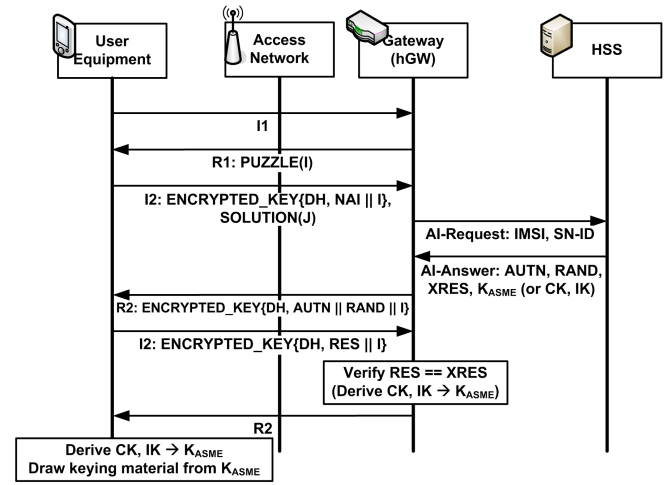 User
Equipment
Access
Network
Gateway
(hGW)
HSS
I1
R1: PUZZLE(I)
I2: ENCRYPTED_KEY{DH, NAI || I},
SOLUTION(J)
AI-Request: IMSI, SN-ID
AI-Answer: AUTN, RAND,
XRES, KASME (or CK, IK)
R2: ENCRYPTED_KEY{DH, AUTN || RAND || I}
I2: ENCRYPTED_KEY{DH, RES || I}
Verify RES == XRES
(Derive CK, IK → KASME)
R2
Derive CK, IK → KASME
Draw keying material from KASME